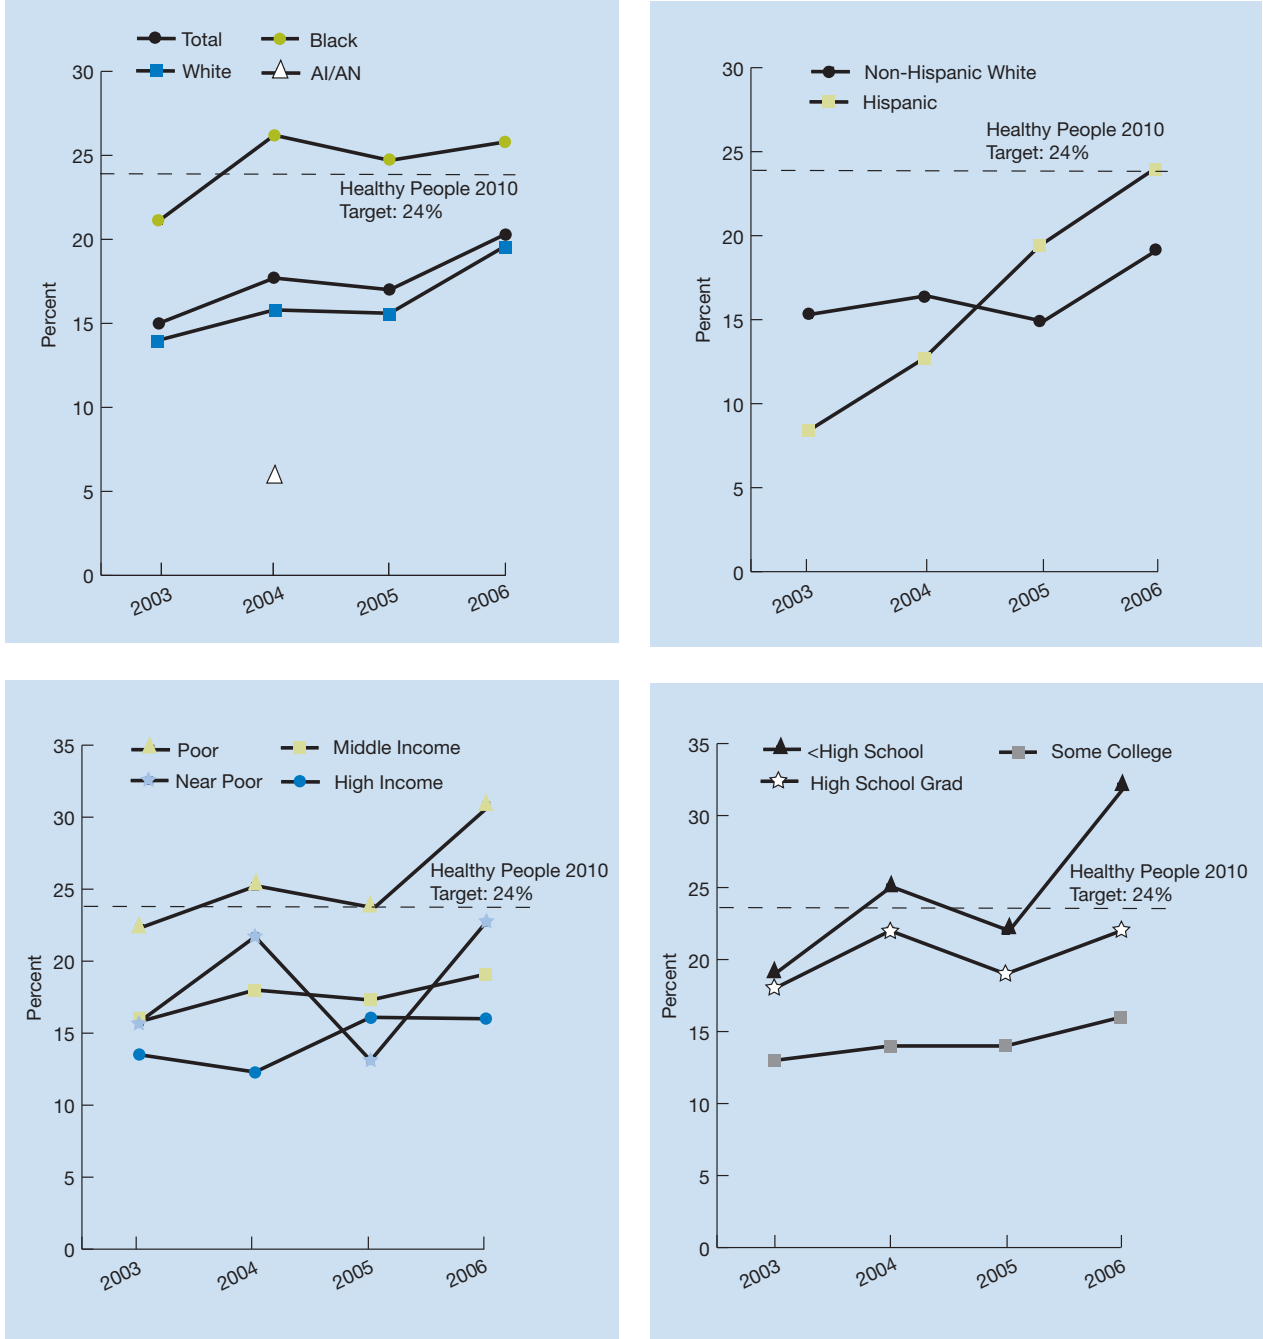 Total
Black
White
AI/AN
30
25
20
15
10
5
0
Percent
Healthy People 2010
Target: 24%
2003
2004
2005
2006
Non-Hispanic White
Hispanic
30
25
20
15
10
5
0
Percent
Healthy People 2010
Target: 24%
2003
2004
2005
2006
Poor
Middle Income
Near Poor
High Income
35
30
25
20
15
10
5
0
Percent
Healthy People 2010
Target: 24%
2003
2004
2005
2006
<High School
Some College
High School Grad
35
30
25
20
15
10
5
0
Percent
Healthy People 2010
Target: 24%
2003
2004
2005
2006